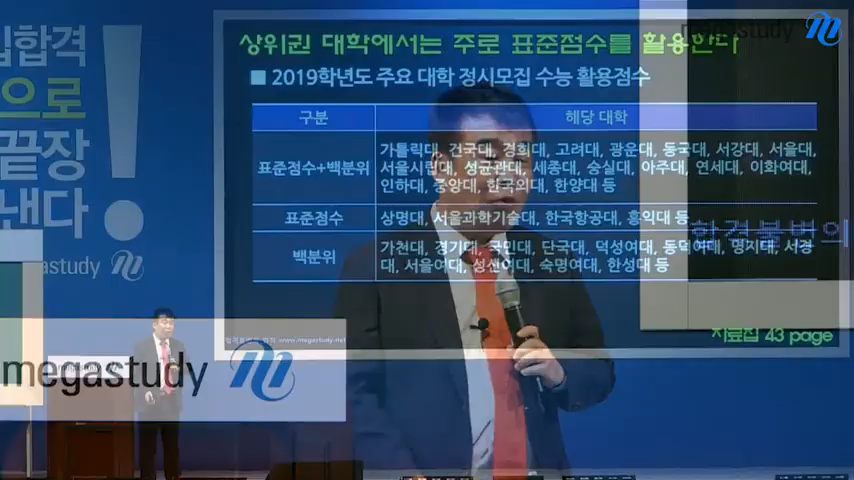 입합격
으로
끝장
낸다
!
megastudy
상위권 대학에서는 주로 표준점수를 활용한다
■ 2019학년도 주요 대학 정시모집 수능 활용점수
구분 해당 대학
표준점수+백분위 가톨릭대, 건국대, 경희대, 고려대, 광운대, 동국대, 서강대, 서울대,
서울시립대, 성균관대, 세종대, 숭실대, 아주대, 연세대, 이화여대,
인하대, 중앙대, 한국외대, 한양대 등
표준점수 상명대, 서울과학기술대, 한국항공대, 홍익대 등
백분위 가천대, 경기대, 국민대, 단국대, 덕성여대, 동덕여대, 명지대, 서경
대, 서울여대, 성신여대, 숙명여대, 한성대 등
합격불변의
자료집 43 page
www.megastudy.net
megastudy
megastudy